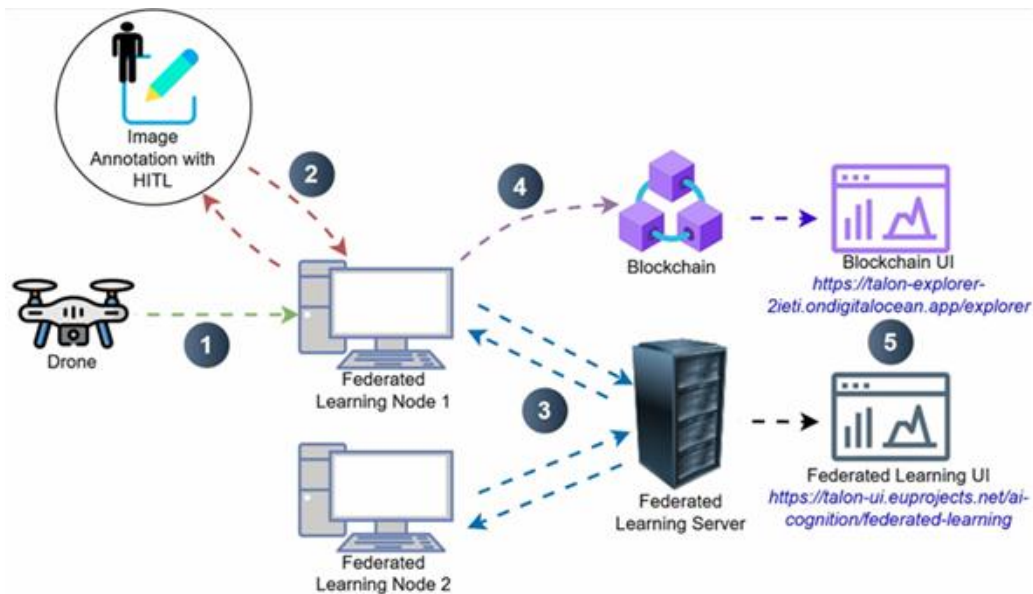 Image
Annotation with
HITL
2
4
Blockchain
Blockchain UI
https://talon-explorer-
2ieti.ondigitalocean.app/explorer
Drone
1
Federated
Learning Node 1
3
5
Federated
Learning Server
Federated Learning UI
https://talon-ui.euprojects.net/ai-
cognition/federated-learning
Federated
Learning Node 2